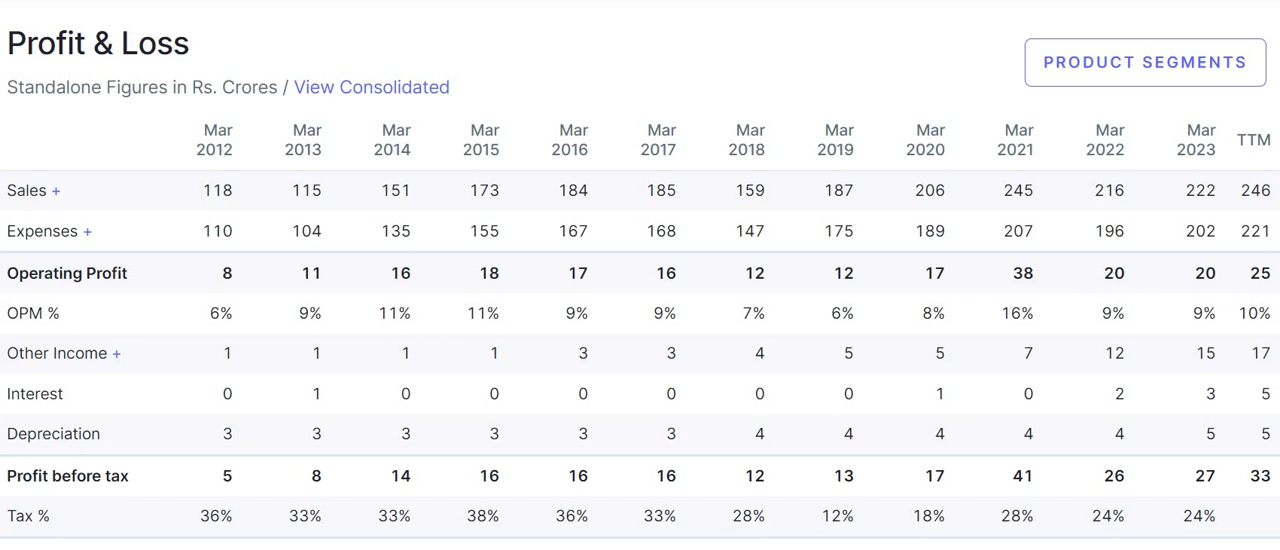 Profit & Loss
PRODUCT SEGMENTS
Standalone Figures in Rs. Crores / View Consolidated
Mar 2012 Mar 2013 Mar 2014 Mar 2015 Mar 2016 Mar 2017 Mar 2018 Mar 2019 Mar 2020 Mar 2021 Mar 2022 Mar 2023 TTM
Sales + 118 115 151 173 184 185 159 187 206 245 216 222 246
Expenses + 110 104 135 155 167 168 147 175 189 207 196 202 221
Operating Profit 8 11 16 18 17 16 12 12 17 38 20 20 25
OPM % 6% 9% 11% 11% 9% 9% 7% 6% 8% 16% 9% 9% 10%
Other Income + 1 1 1 1 3 3 4 5 5 7 12 15 17
Interest 0 1 0 0 0 0 0 0 1 0 2 3 5
Depreciation 3 3 3 3 3 3 4 4 4 4 4 5 5
Profit before tax 5 8 14 16 16 16 12 13 17 41 26 27 33
Tax % 36% 33% 33% 38% 36% 33% 28% 12% 18% 28% 24% 24%